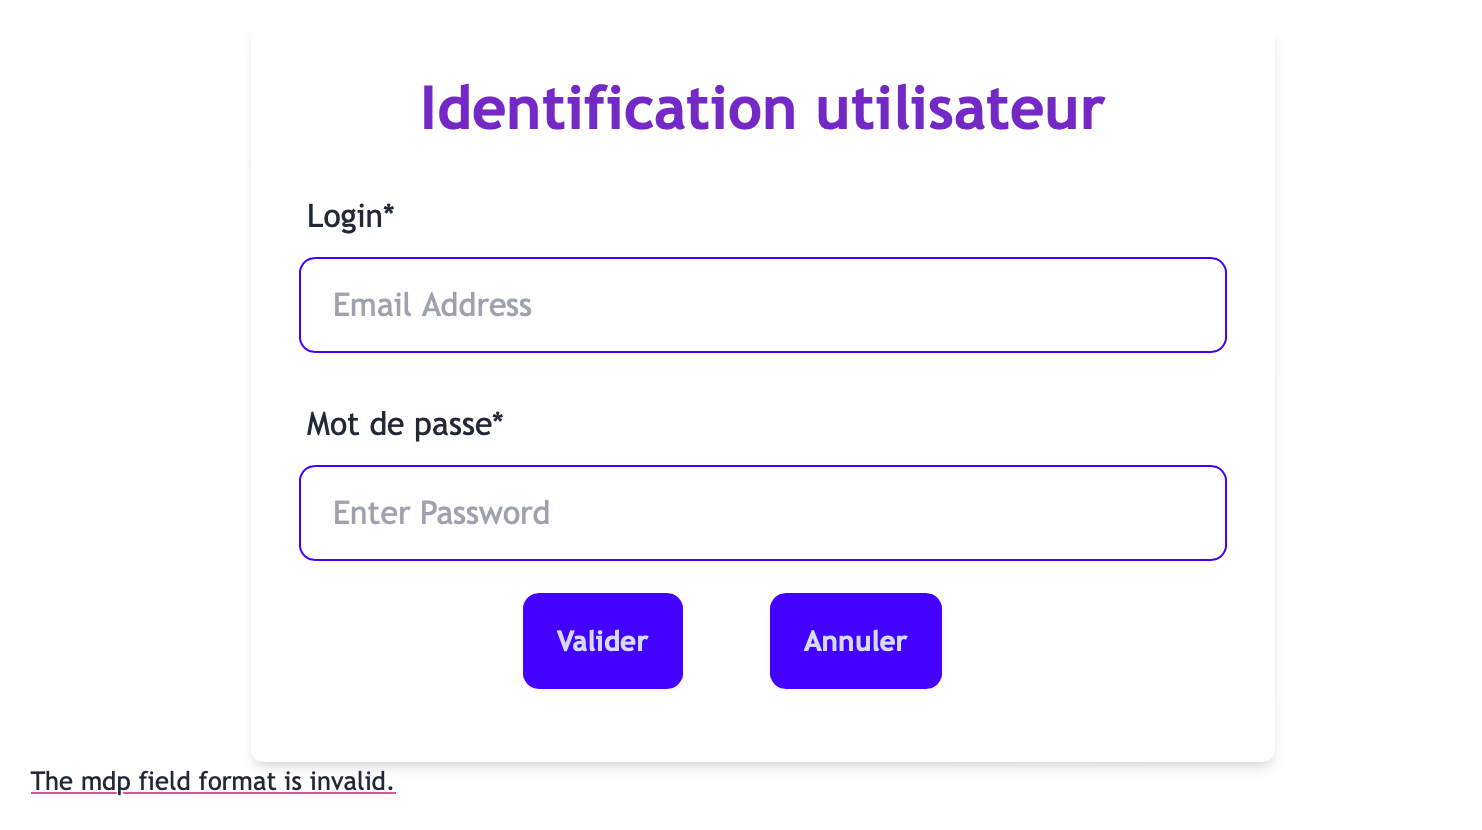 Identification utilisateur
Login*
Email Address
Mot de passe*
Enter Password
Valider
Annuler
The mdp field format is invalid.